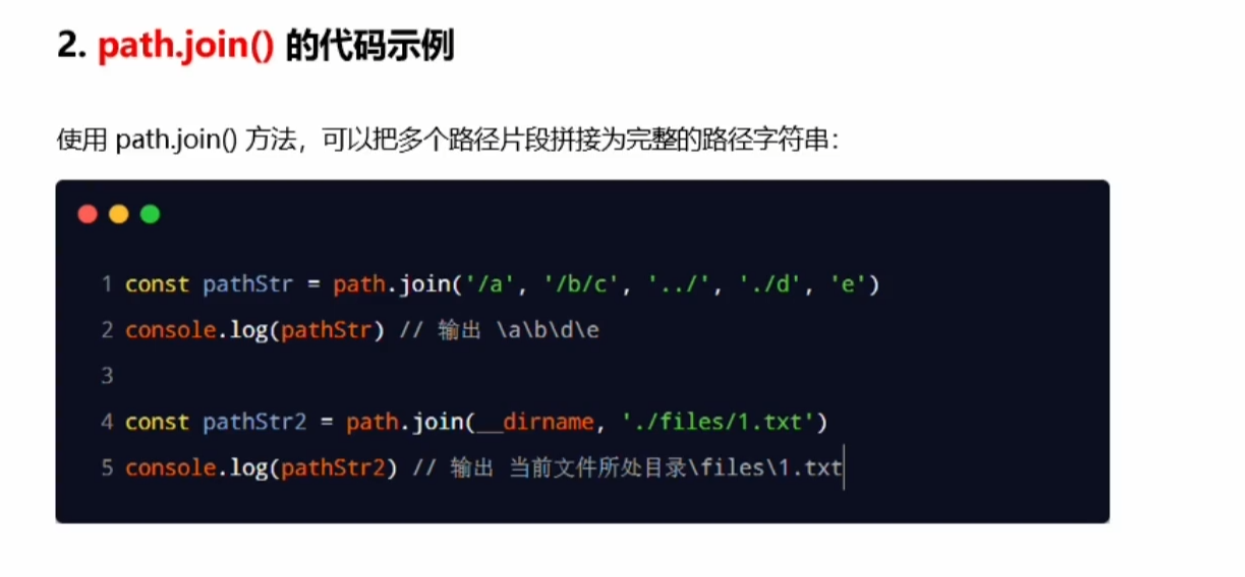 2. path.join() 的代码示例
使用 path.join() 方法，可以把多个路径片段拼接为完整的路径字符串：
1 const pathStr = path.join('/a', '/b/c', '../', './d', 'e')
2 console.log(pathStr) // 输出 \a\b\d\e
3
4 const pathStr2 = path.join(__dirname, './files/1.txt')
5 console.log(pathStr2) // 输出 当前文件所处目录\files\1.txt